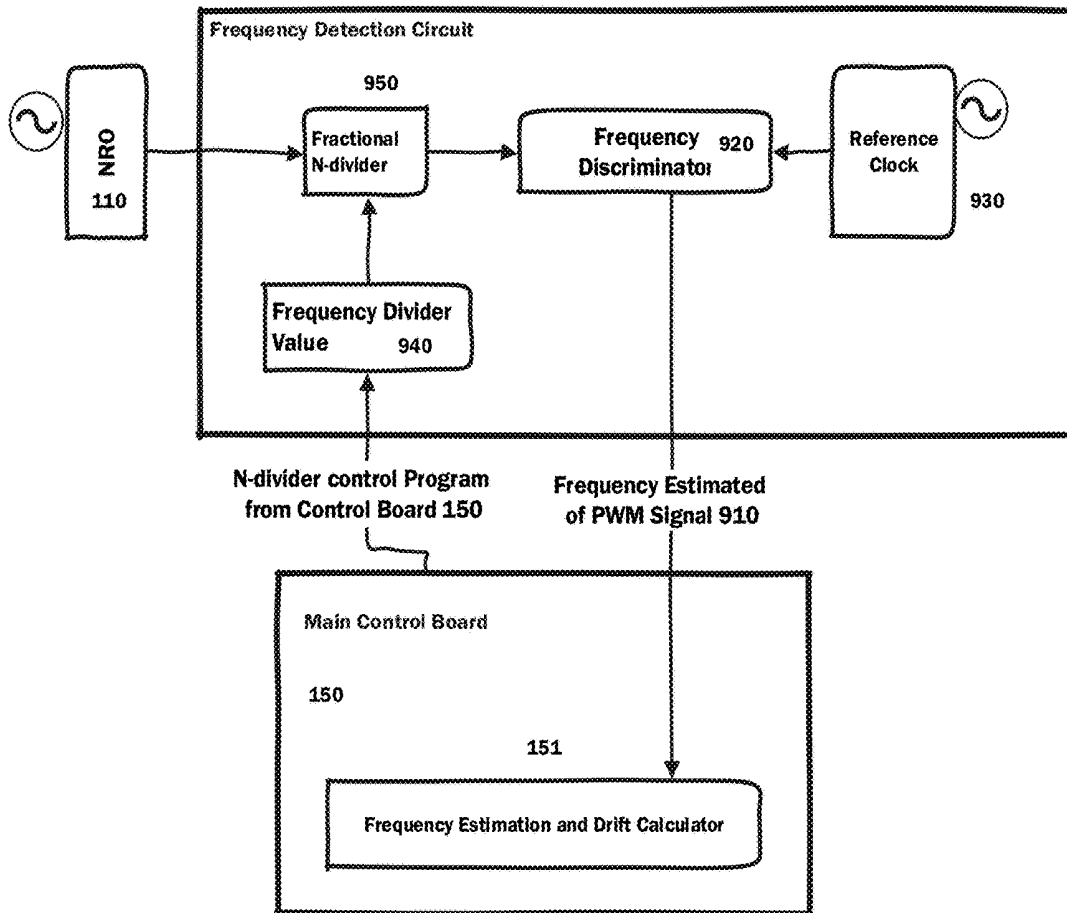 Frequency Detection Circuit
950
NRO
110
Fractional
N-divider
Frequency
Discriminator
920
Reference
Clock
930
Frequency Divider
Value
940
N-divider control Program
from Control Board 150
Frequency Estimated
of PWM Signal 910
Main Control Board
150
151
Frequency Estimation and Drift Calculator